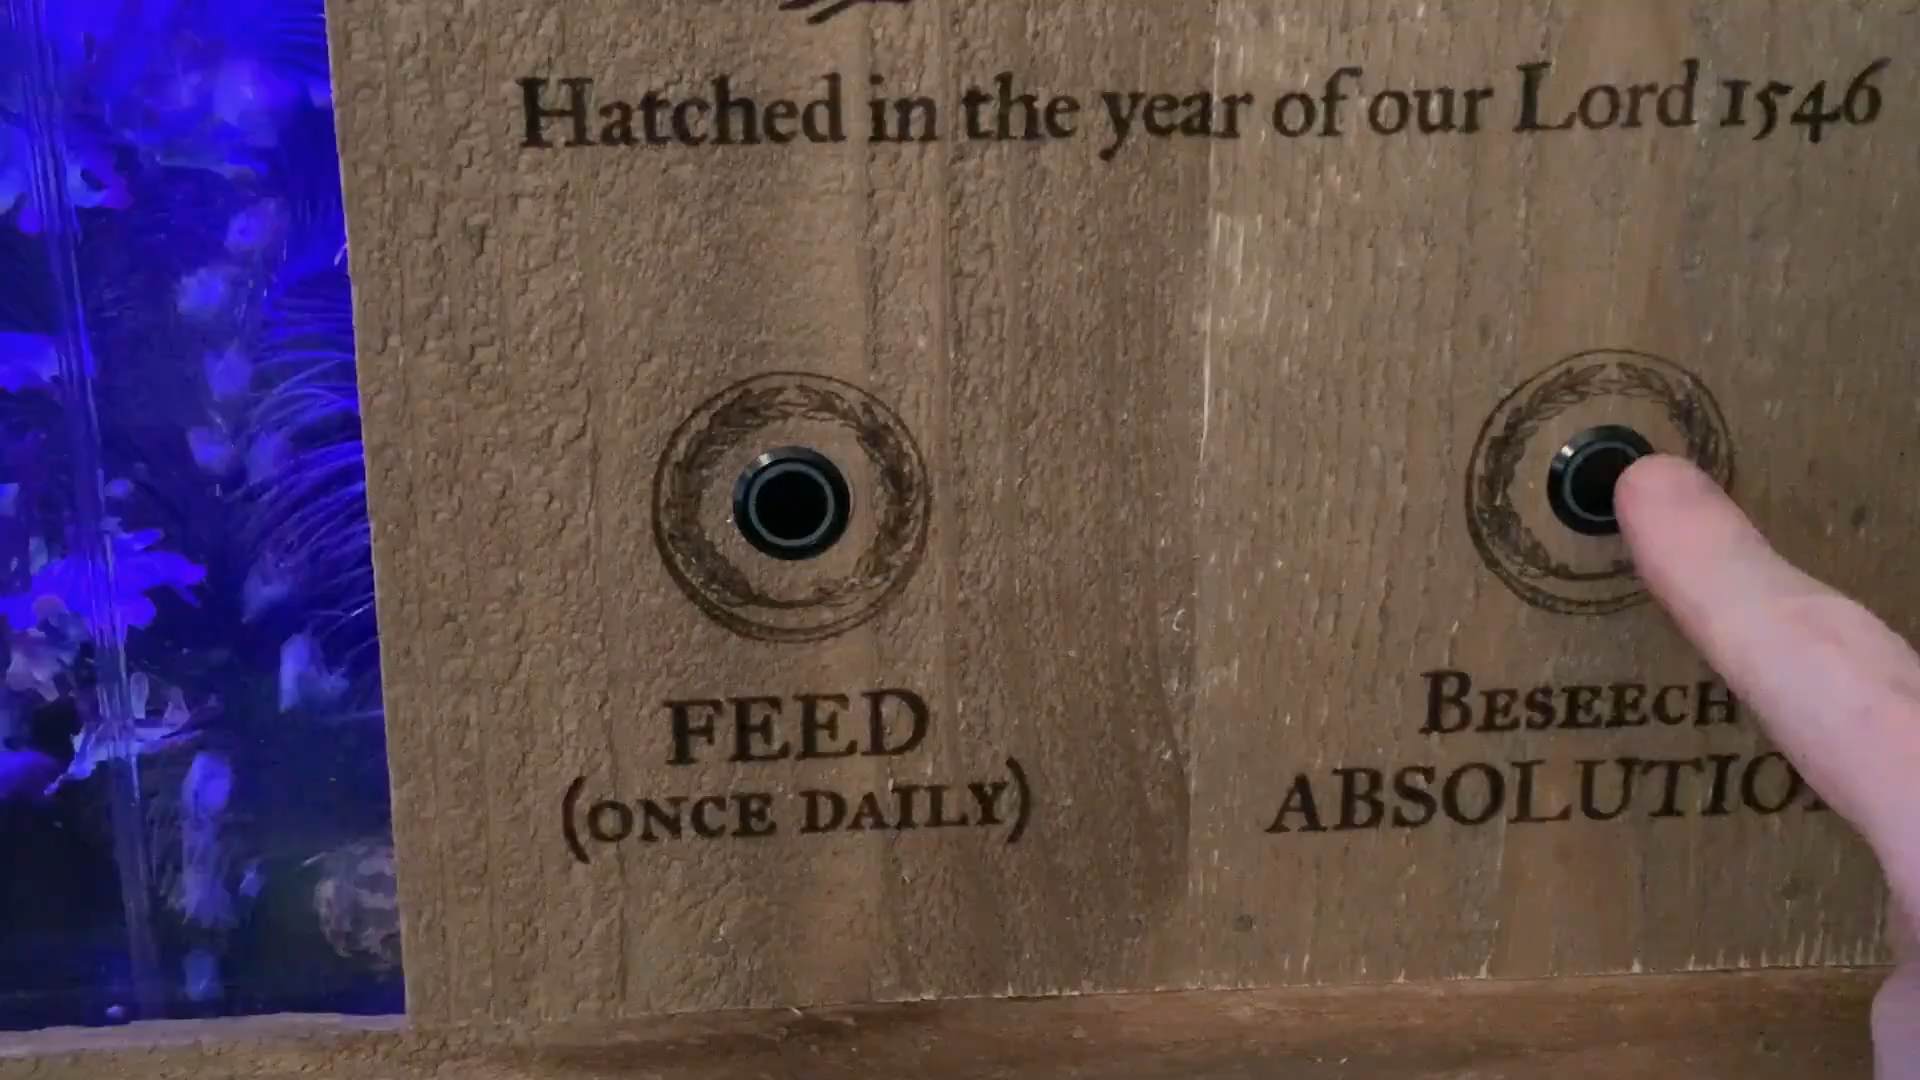 Hatched in the year of our Lord 1546
FEED
(ONCE DAILY)
BESEECH